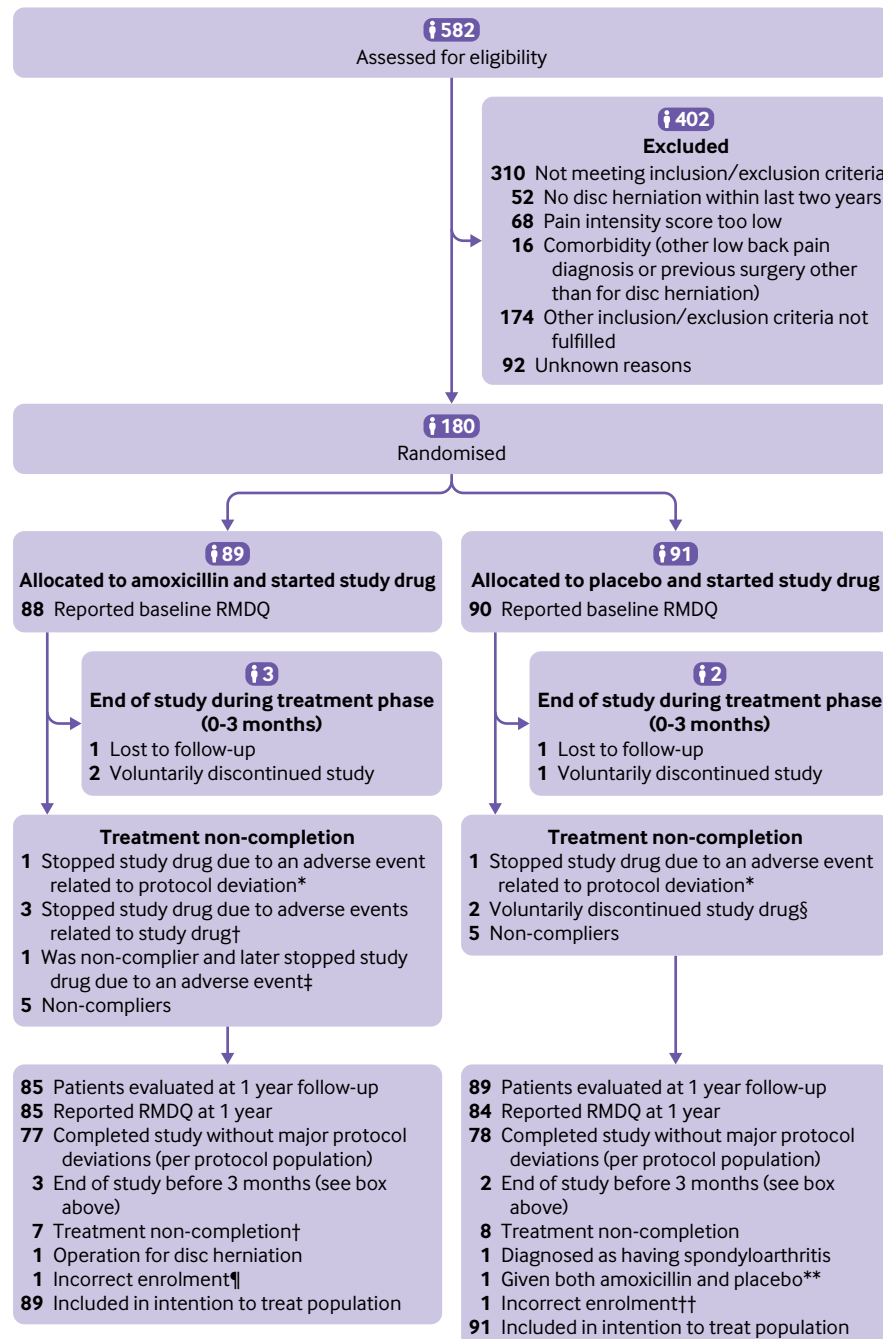 582
Assessed for eligibility
402
Excluded
310 Not meeting inclusion/exclusion criteria
52 No disc herniation within last two years
68 Pain intensity score too low
16 Comorbidity (other low back pain
diagnosis or previous surgery other
than for disc herniation)
174 Other inclusion/exclusion criteria not
fulfilled
92 Unknown reasons
180
Randomised
89
Allocated to amoxicillin and started study drug
88 Reported baseline RMDQ
91
Allocated to placebo and started study drug
90 Reported baseline RMDQ
3
End of study during treatment phase
(0-3 months)
1 Lost to follow-up
2 Voluntarily discontinued study
2
End of study during treatment phase
(0-3 months)
1 Lost to follow-up
1 Voluntarily discontinued study
Treatment non-completion
1 Stopped study drug due to an adverse event
related to protocol deviation*
3 Stopped study drug due to adverse events
related to study drug†
1 Was non-complier and later stopped study
drug due to an adverse event‡
5 Non-compliers
Treatment non-completion
1 Stopped study drug due to an adverse event
related to protocol deviation*
2 Voluntarily discontinued study drug§
5 Non-compliers
85 Patients evaluated at 1 year follow-up
85 Reported RMDQ at 1 year
77 Completed study without major protocol
deviations (per protocol population)
3 End of study before 3 months (see box
above)
7 Treatment non-completion†
1 Operation for disc herniation
1 Incorrect enrolment¶
89 Included in intention to treat population
89 Patients evaluated at 1 year follow-up
84 Reported RMDQ at 1 year
78 Completed study without major protocol
deviations (per protocol population)
2 End of study before 3 months (see box
above)
8 Treatment non-completion
1 Diagnosed as having spondyloarthritis
1 Given both amoxicillin and placebo**
1 Incorrect enrolment††
91 Included in intention to treat population